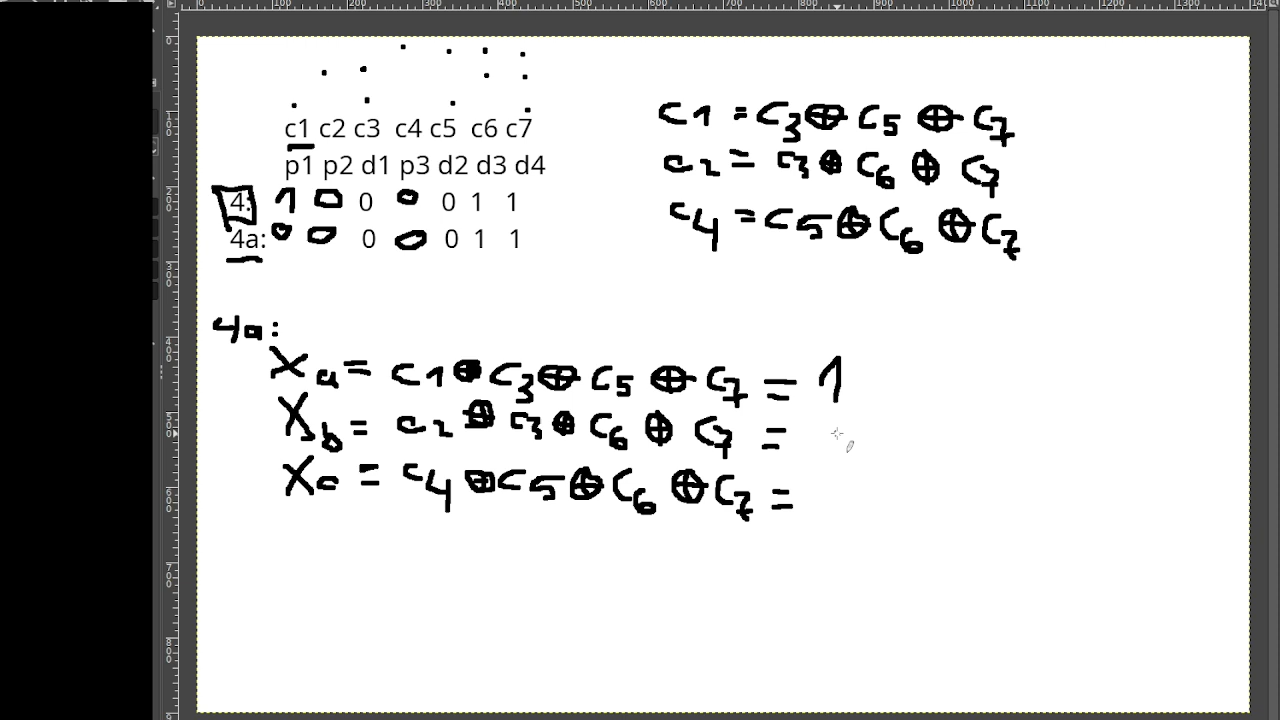 c1 c2 c3 c4 c5 c6 c7
p1 p2 d1 p3 d2 d3 d4
4: 1 0 0 0 0 1 1
4a: 0 0 0 0 0 1 1
c1 = c3 ⊕ c5 ⊕ c7
c2 = c3 ⊕ c6 ⊕ c7
c4 = c5 ⊕ c6 ⊕ c7
4a:
Xa = c1 ⊕ c3 ⊕ c5 ⊕ c7 = 1
Xb = c2 ⊕ c3 ⊕ c6 ⊕ c7 =
Xc = c4 ⊕ c5 ⊕ c6 ⊕ c7 =